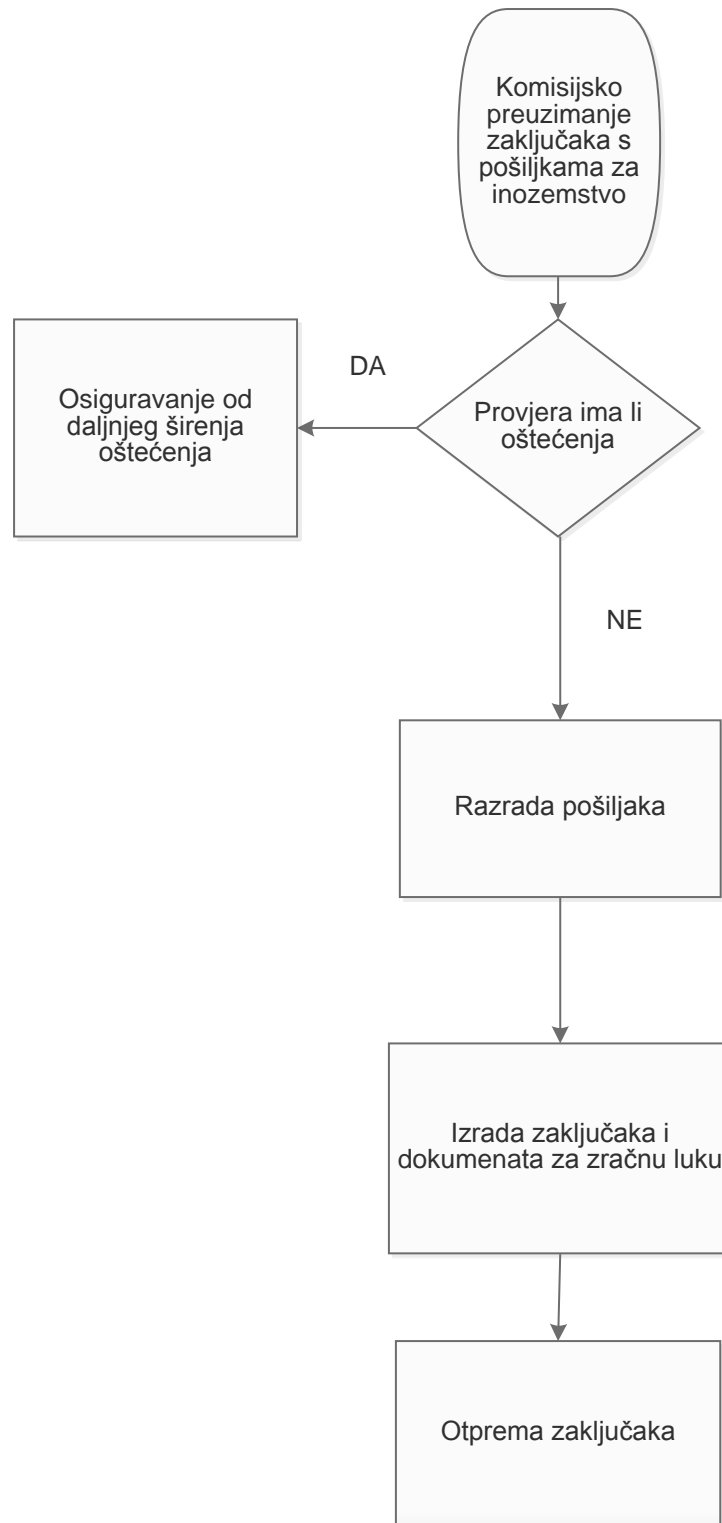 Komisijsko
preuzimanje
zaključaka s
pošiljkama za
inozemstvo
DA
Osiguravanje od
daljnjeg širenja
oštećenja
Provjera ima li
oštećenja
NE
Razrada pošiljaka
Izrada zaključaka i
dokumenata za zračnu luku
Otprema zaključaka